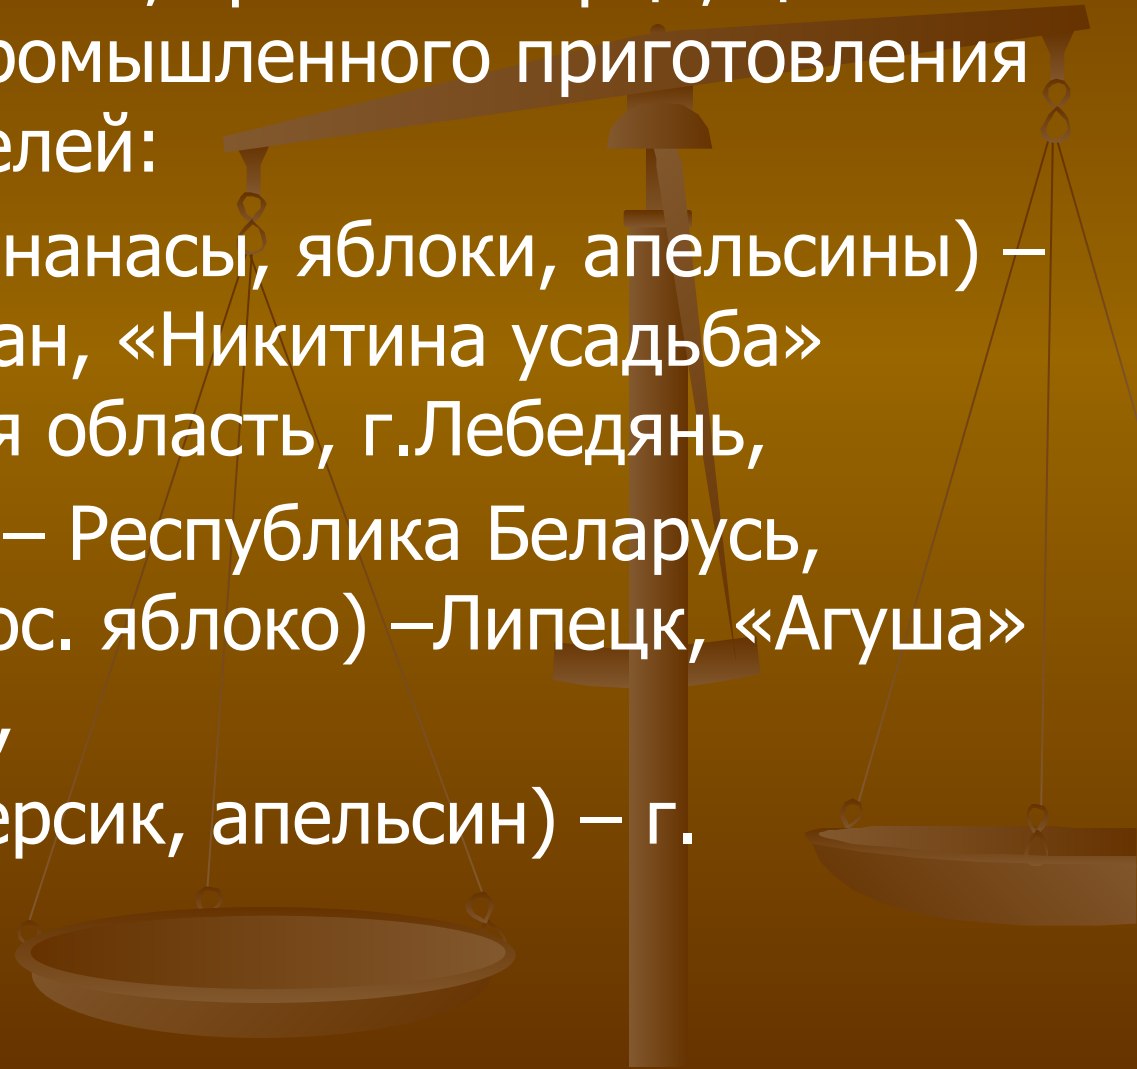 ромышленного приготовления
елей:
нанасы, яблоки, апельсины) –
ан, «Никитина усадьба»
я область, г.Лебедянь,
– Республика Беларусь,
ос. яблоко) –Липецк, «Агуша»
,
ерсик, апельсин) – г.